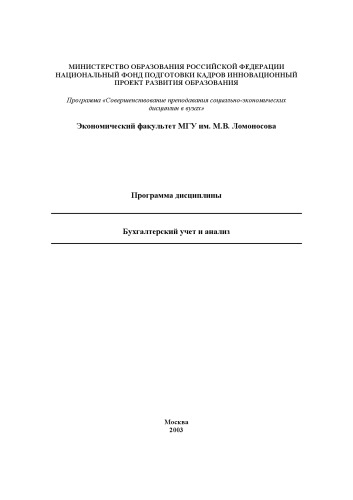 МИНИСТЕРСТВО ОБРАЗОВАНИЯ РОССИЙСКОЙ ФЕДЕРАЦИИ
НАЦИОНАЛЬНЫЙ ФОНД ПОДГОТОВКИ КАДРОВ ИННОВАЦИОННЫЙ
ПРОЕКТ РАЗВИТИЯ ОБРАЗОВАНИЯ
Программа «Совершенствование преподавания социально-экономических
дисциплин в вузах»
Экономический факультет МГУ им. М.В. Ломоносова
Программа дисциплины
Бухгалтерский учет и анализ
Москва
2003